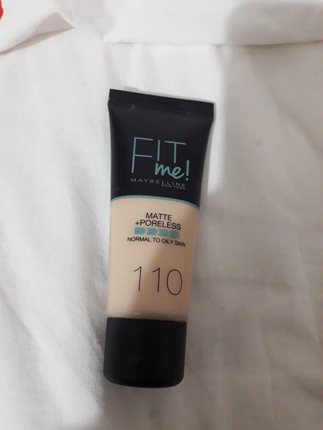 FIT
me!
MAYBELLINE
MATTE
+PORELESS
NORMAL TO OILY SKIN
110